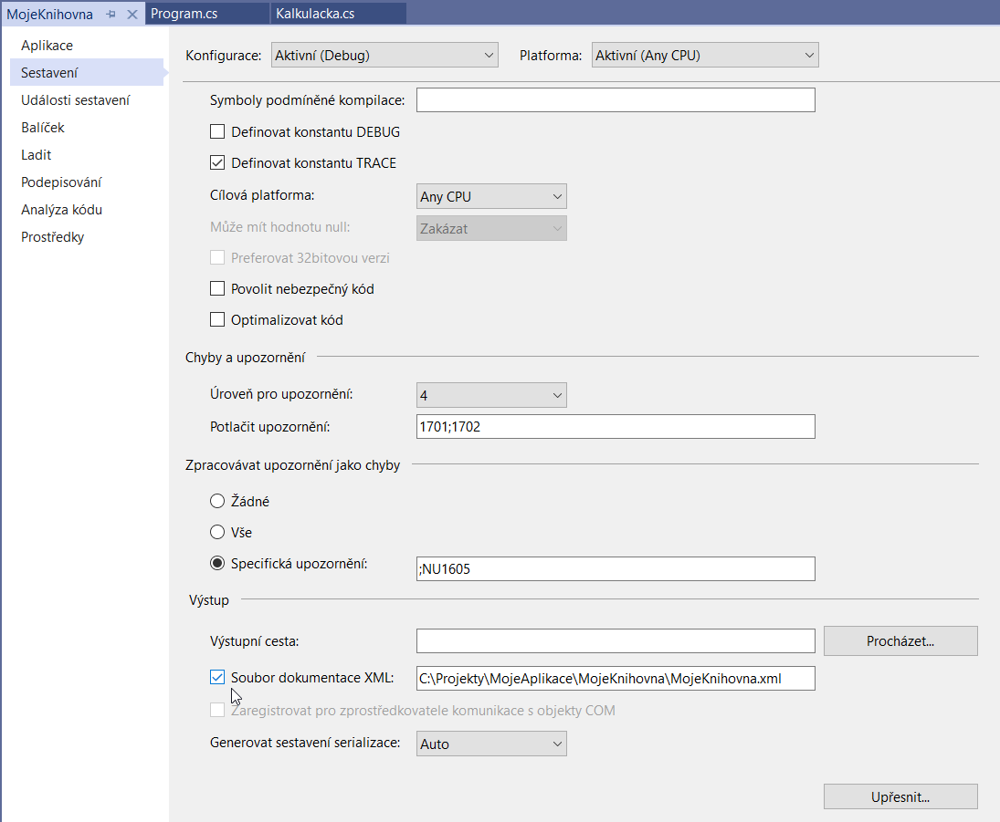 MojeKnihovna Program.cs Kalkulacka.cs
Aplikace
Sestavení
Události sestavení
Balíček
Ladit
Podepisování
Analýza kódu
Prostředky
Konfigurace: Aktivní (Debug) Platforma: Aktivní (Any CPU)
Symboly podmíněné kompilace:
Definovat konstantu DEBUG
Definovat konstantu TRACE
Cílová platforma: Any CPU
Může mít hodnotu null: Zakázat
Preferovat 32bitovou verzi
Povolit nebezpečný kód
Optimalizovat kód
Chyby a upozornění
Úroveň pro upozornění: 4
Potlačit upozornění: 1701;1702
Zpracovávat upozornění jako chyby
Žádné
Vše
Specifická upozornění: ;NU1605
Výstup
Výstupní cesta: Procházet...
Soubor dokumentace XML: C:\Projekty\MojeAplikace\MojeKnihovna\MojeKnihovna.xml
Zaregistrovat pro zprostředkovatele komunikace s objekty COM
Generovat sestavení serializace: Auto
Upřesnit...